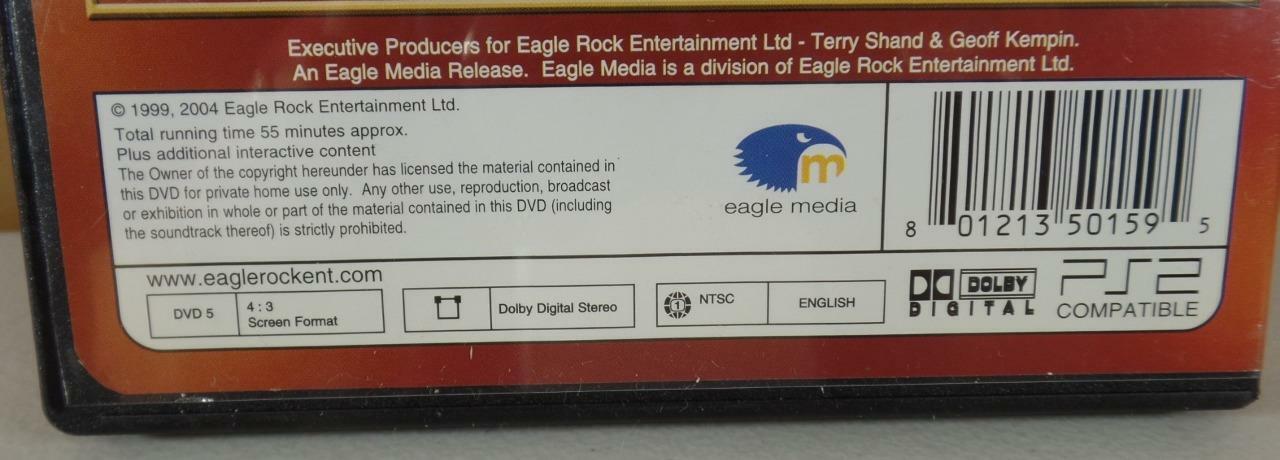 Executive Producers for Eagle Rock Entertainment Ltd - Terry Shand & Geoff Kempin.
An Eagle Media Release.  Eagle Media is a division of Eagle Rock Entertainment Ltd.
© 1999, 2004 Eagle Rock Entertainment Ltd.
Total running time 55 minutes approx.
Plus additional interactive content
The Owner of the copyright hereunder has licensed the material contained in
this DVD for private home use only.  Any other use, reproduction, broadcast
or exhibition in whole or part of the material contained in this DVD (including
the soundtrack thereof) is strictly prohibited.
m
eagle media
8 01213 50159 5
www.eaglerockent.com
DVD 5
4:3
Screen Format
Dolby Digital Stereo
1
NTSC
ENGLISH
DOLBY
DIGITAL
PS2
COMPATIBLE